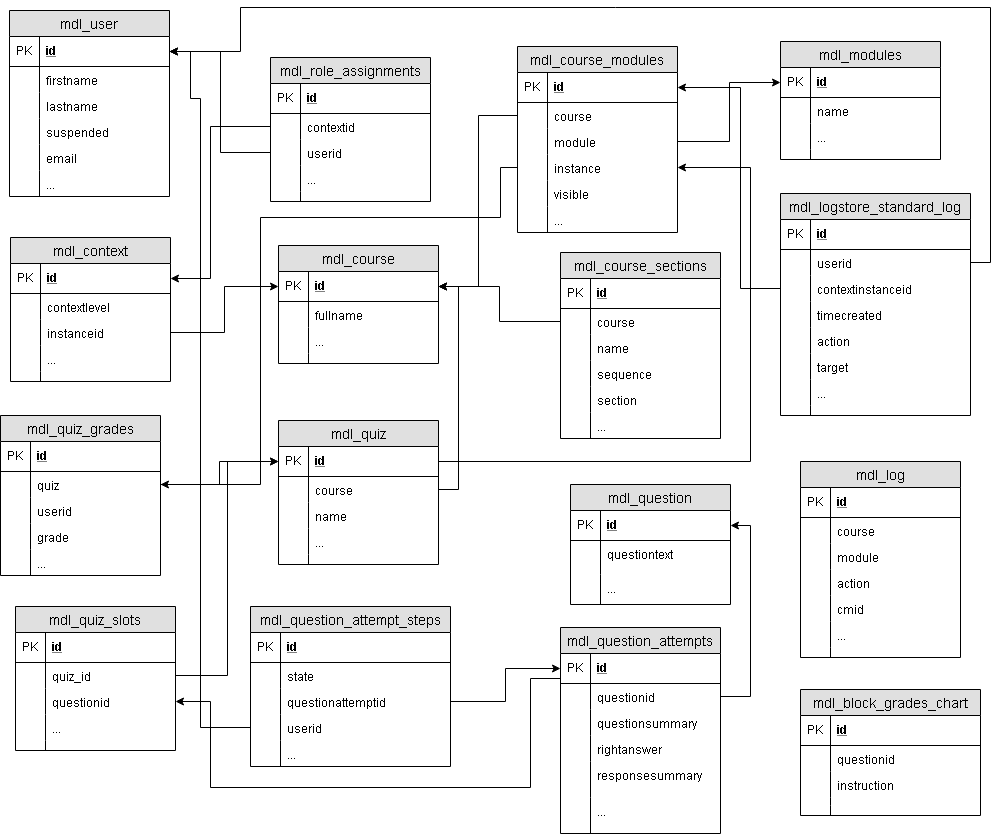 mdl_user
PK id
firstname
lastname
suspended
email
...
mdl_role_assignments
PK id
contextid
userid
...
mdl_course_modules
PK id
course
module
instance
visible
...
mdl_modules
PK id
name
...
mdl_logstore_standard_log
PK id
userid
contextinstanceid
timecreated
action
target
...
mdl_context
PK id
contextlevel
instanceid
...
mdl_course
PK id
fullname
...
mdl_course_sections
PK id
course
name
sequence
section
...
mdl_quiz_grades
PK id
quiz
userid
grade
...
mdl_quiz
PK id
course
name
...
mdl_question
PK id
questiontext
...
mdl_log
PK id
course
module
action
cmid
...
mdl_quiz_slots
PK id
quiz_id
questionid
...
mdl_question_attempt_steps
PK id
state
questionattemptid
userid
...
mdl_question_attempts
PK id
questionid
questionsummary
rightanswer
responsesummary
...
mdl_block_grades_chart
PK id
questionid
instruction